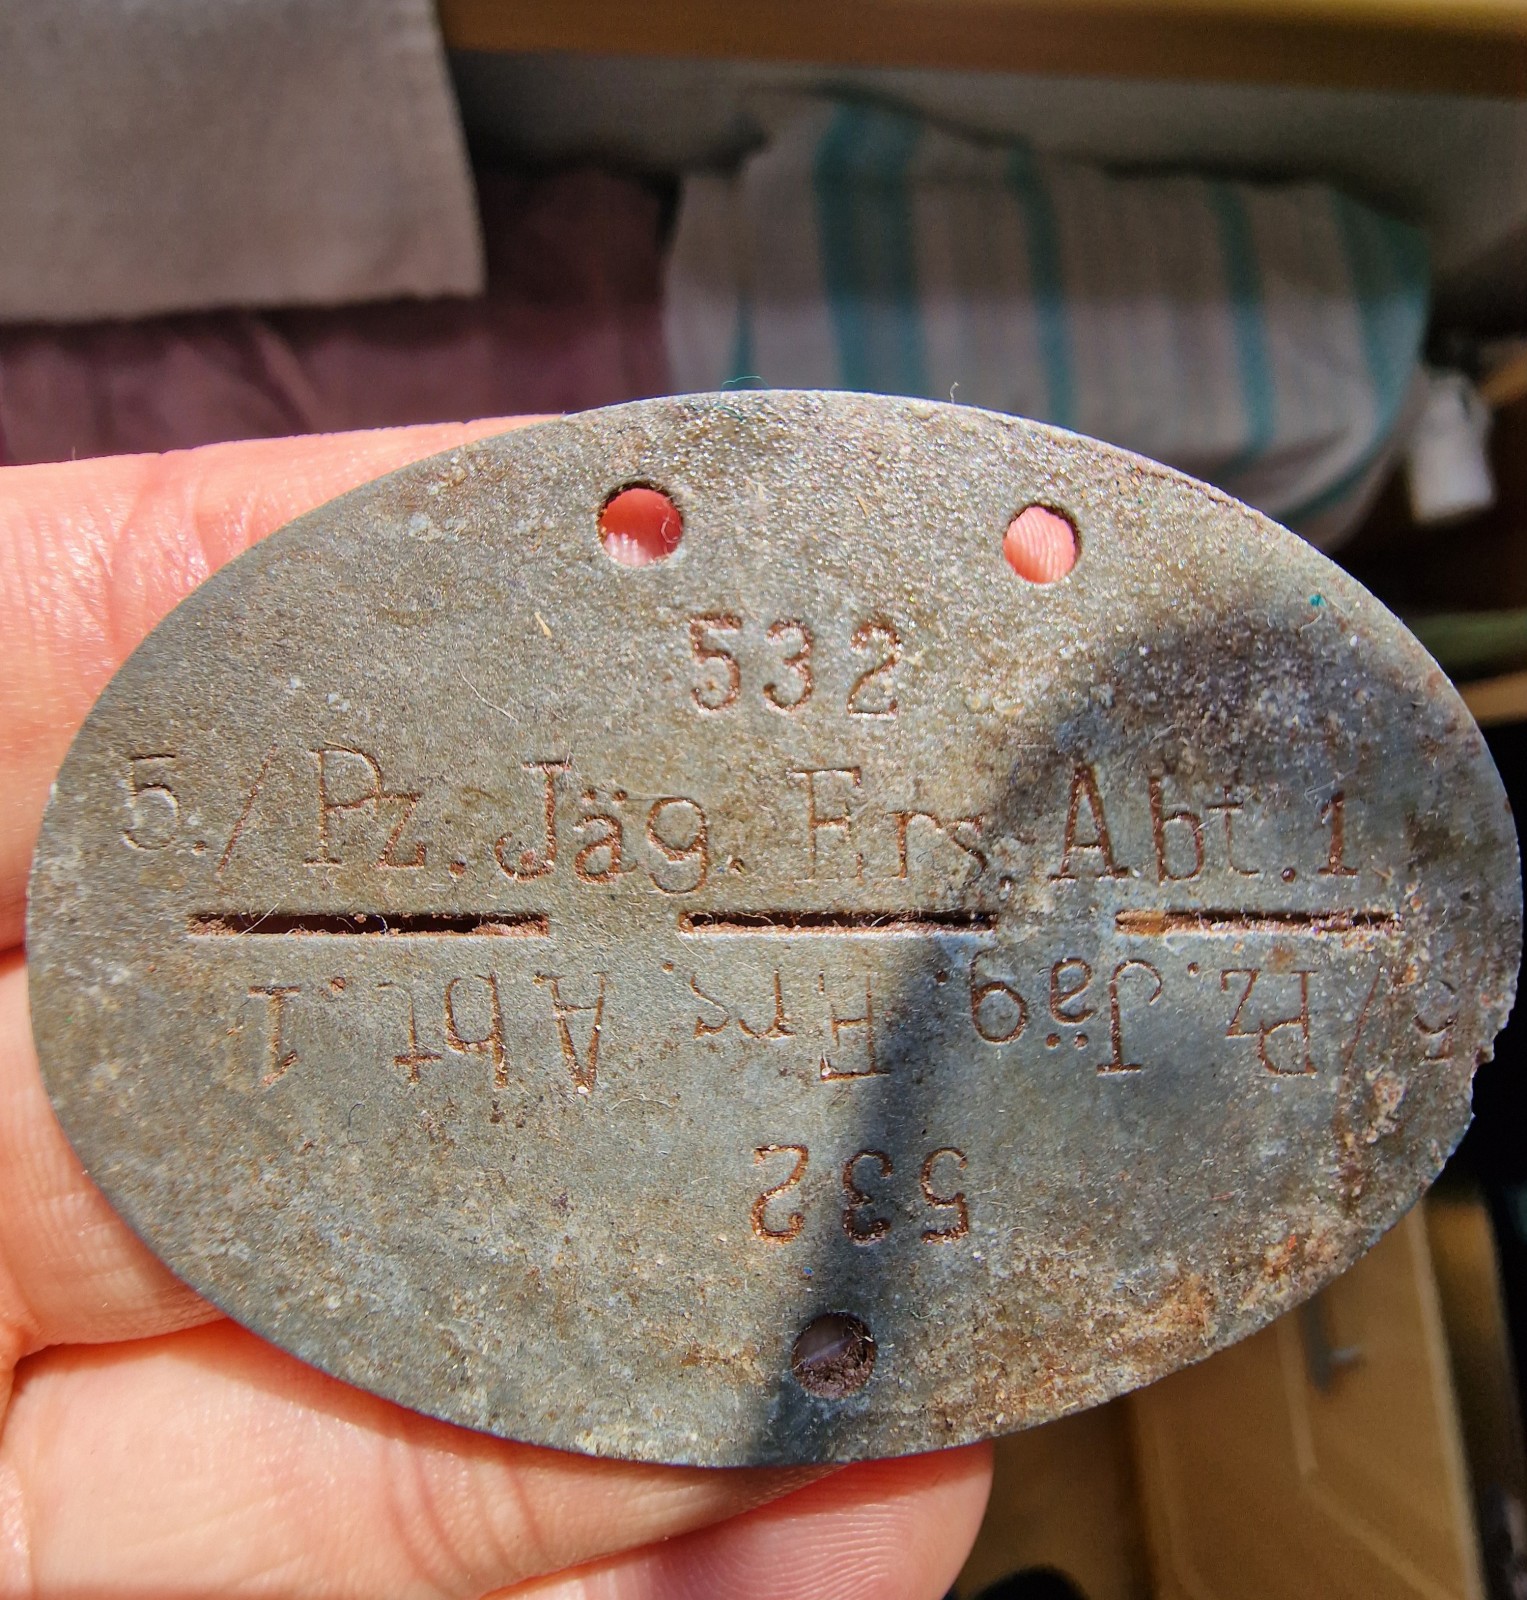 532
5./Pz.Jäg. Ers. Abt.1
5./Pz.Jäg. Ers. Abt.1
532